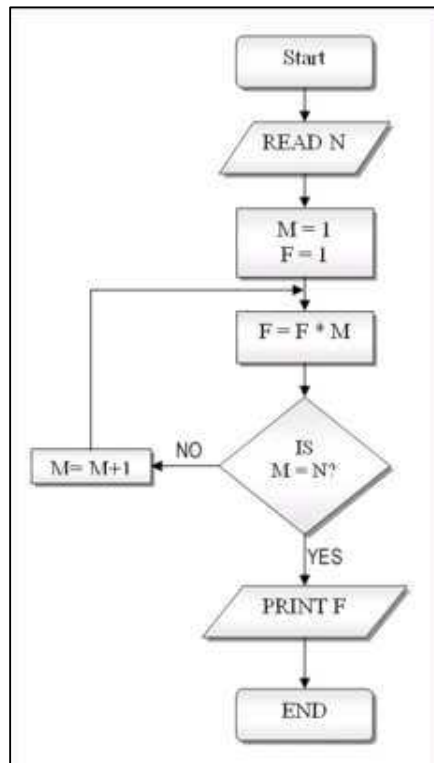 Start
READ N
M = 1
F = 1
F = F * M
IS
M = N?
NO
M= M+1
YES
PRINT F
END